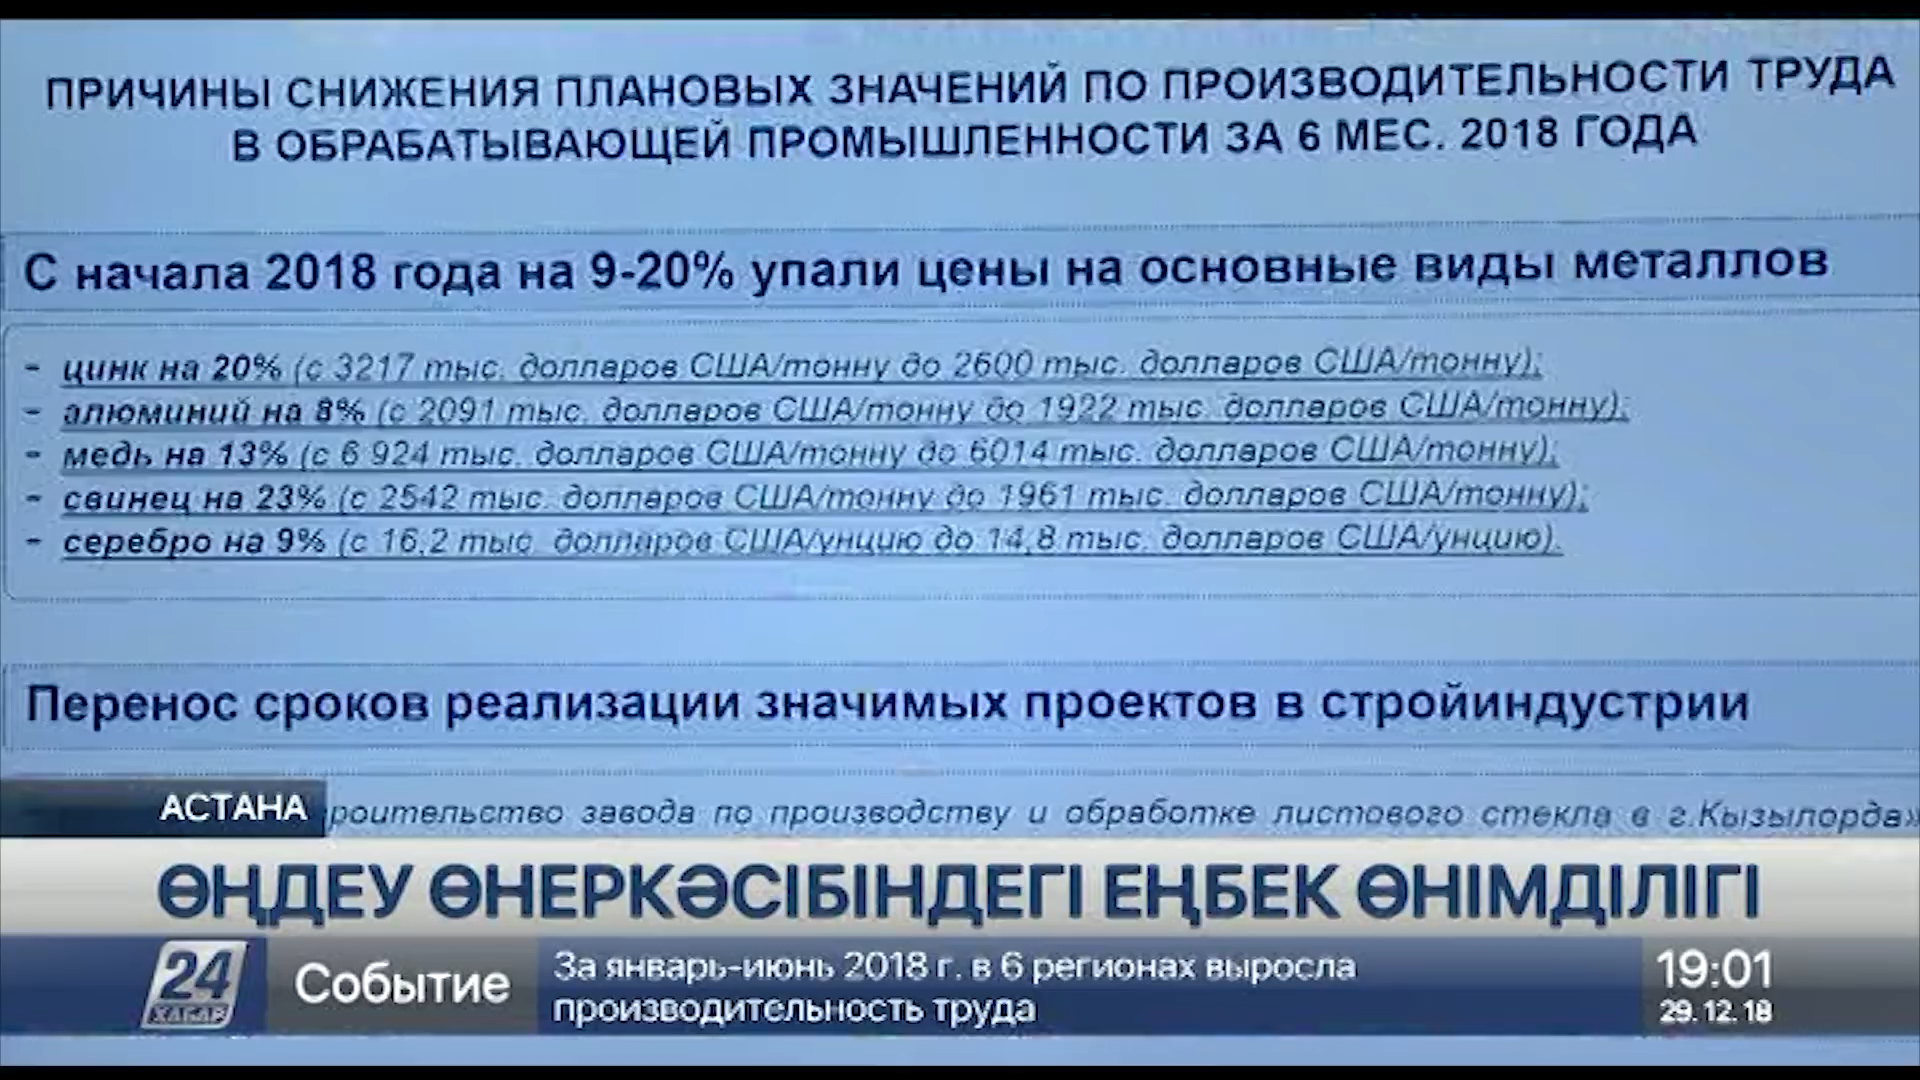 ПРИЧИНЫ СНИЖЕНИЯ ПЛАНОВЫХ ЗНАЧЕНИЙ ПО ПРОИЗВОДИТЕЛЬНОСТИ ТРУДА
В ОБРАБАТЫВАЮЩЕЙ ПРОМЫШЛЕННОСТИ ЗА 6 МЕС. 2018 ГОДА
С начала 2018 года на 9-20% упали цены на основные виды металлов
- цинк на 20% (с 3217 тыс. долларов США/тонну до 2600 тыс. долларов США/тонну);
- алюминий на 8% (с 2091 тыс. долларов США/тонну до 1922 тыс. долларов США/тонну);
- медь на 13% (с 6 924 тыс. долларов США/тонну до 6014 тыс. долларов США/тонну);
- свинец на 23% (с 2542 тыс. долларов США/тонну до 1961 тыс. долларов США/тонну);
- серебро на 9% (с 16,2 тыс. долларов США/унцию до 14,8 тыс. долларов США/унцию).
Перенос сроков реализации значимых проектов в стройиндустрии
роительство завода по производству и обработке листового стекла в г.Кызылорда»
АСТАНА
ӨҢДЕУ ӨНЕРКӘСІБІНДЕГІ ЕҢБЕК ӨНІМДІЛІГІ
24 ХАБАР
Событие
За январь-июнь 2018 г. в 6 регионах выросла
производительность труда
19:01
29.12.18